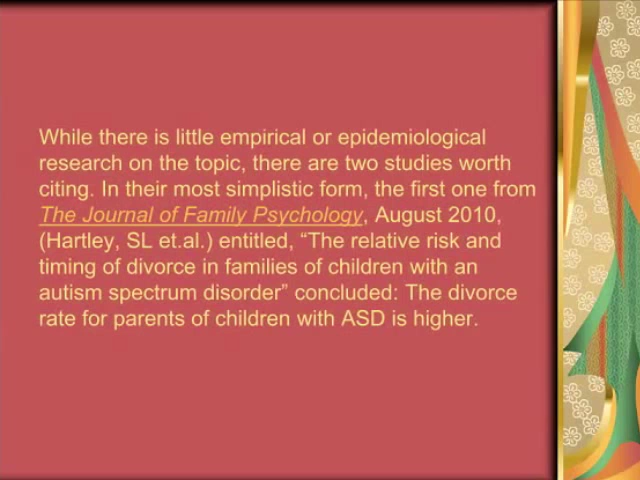 While there is little empirical or epidemiological
research on the topic, there are two studies worth
citing. In their most simplistic form, the first one from
The Journal of Family Psychology, August 2010,
(Hartley, SL et.al.) entitled, “The relative risk and
timing of divorce in families of children with an
autism spectrum disorder” concluded: The divorce
rate for parents of children with ASD is higher.